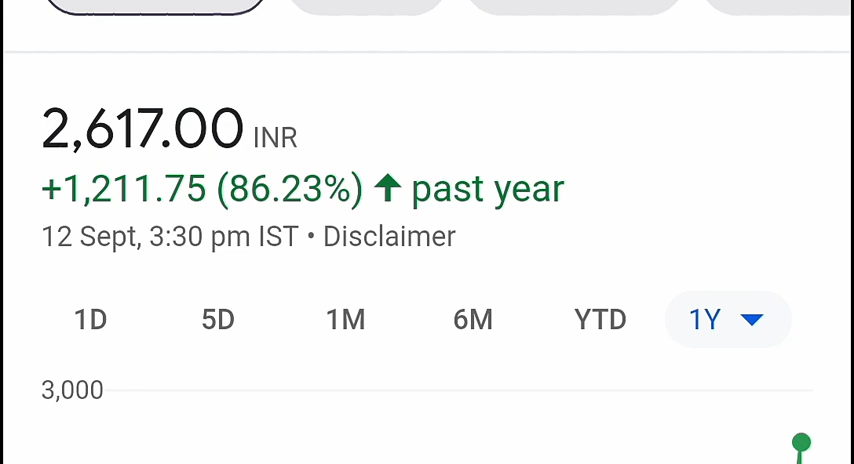 2,617.00 INR
+1,211.75 (86.23%) ↑ past year
12 Sept, 3:30 pm IST • Disclaimer
1D 5D 1M 6M YTD 1Y
3,000